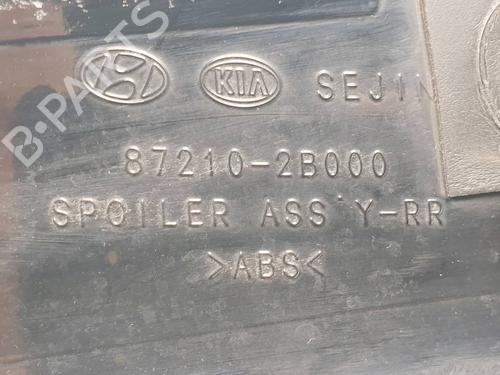 KIA SEJIN
87210-2B000
SPOILER ASS'Y-RR
>ABS<
B-PARTS